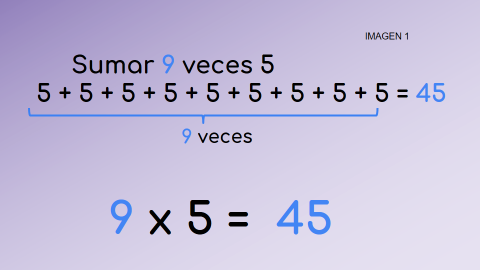 IMAGEN 1
Sumar 9 veces 5
5 + 5 + 5 + 5 + 5 + 5 + 5 + 5 + 5 = 45
9 veces
9 x 5 = 45